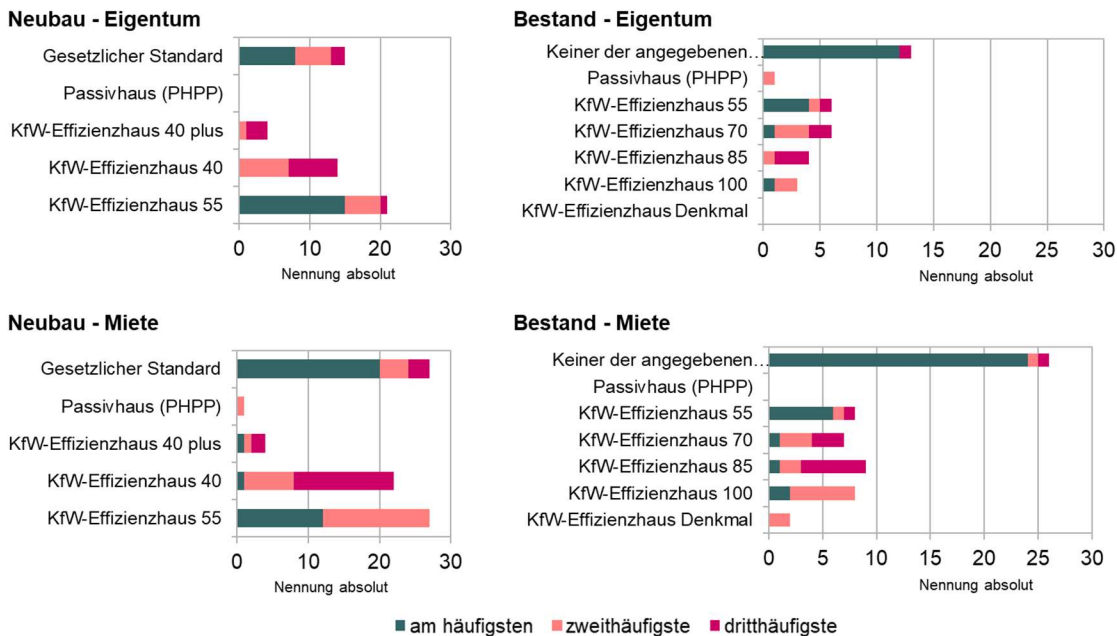 Neubau - Eigentum
Gesetzlicher Standard
Passivhaus (PHPP)
KfW-Effizienzhaus 40 plus
KfW-Effizienzhaus 40
KfW-Effizienzhaus 55
0 10 20 30
Nennung absolut
Bestand - Eigentum
Keiner der angegebenen…
Passivhaus (PHPP)
KfW-Effizienzhaus 55
KfW-Effizienzhaus 70
KfW-Effizienzhaus 85
KfW-Effizienzhaus 100
KfW-Effizienzhaus Denkmal
0 5 10 15 20 25 30
Nennung absolut
Neubau - Miete
Gesetzlicher Standard
Passivhaus (PHPP)
KfW-Effizienzhaus 40 plus
KfW-Effizienzhaus 40
KfW-Effizienzhaus 55
0 10 20 30
Nennung absolut
Bestand - Miete
Keiner der angegebenen…
Passivhaus (PHPP)
KfW-Effizienzhaus 55
KfW-Effizienzhaus 70
KfW-Effizienzhaus 85
KfW-Effizienzhaus 100
KfW-Effizienzhaus Denkmal
0 5 10 15 20 25 30
Nennung absolut
am häufigsten zweithäufigste dritthäufigste